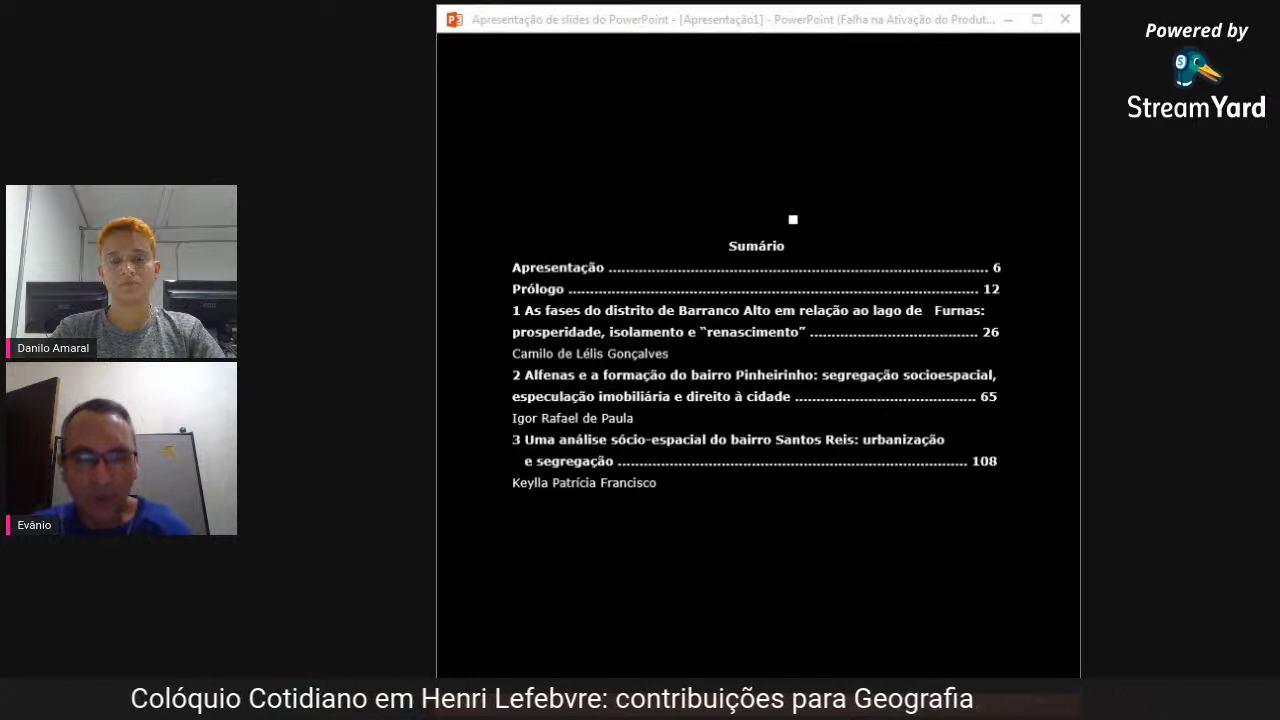 Apresentação de slides do PowerPoint - [Apresentação1] - PowerPoint (Falha na Ativação do Produt...
Powered by
StreamYard
Sumário
Apresentação ........................................................................................ 6
Prólogo ............................................................................................... 12
1 As fases do distrito de Barranco Alto em relação ao lago de Furnas:
prosperidade, isolamento e “renascimento” ....................................... 26
Camilo de Lélis Gonçalves
2 Alfenas e a formação do bairro Pinheirinho: segregação socioespacial,
especulação imobiliária e direito à cidade .......................................... 65
Igor Rafael de Paula
3 Uma análise sócio-espacial do bairro Santos Reis: urbanização
e segregação ................................................................................ 108
Keylla Patrícia Francisco
Danilo Amaral
Evânio
Colóquio Cotidiano em Henri Lefebvre: contribuições para Geografia